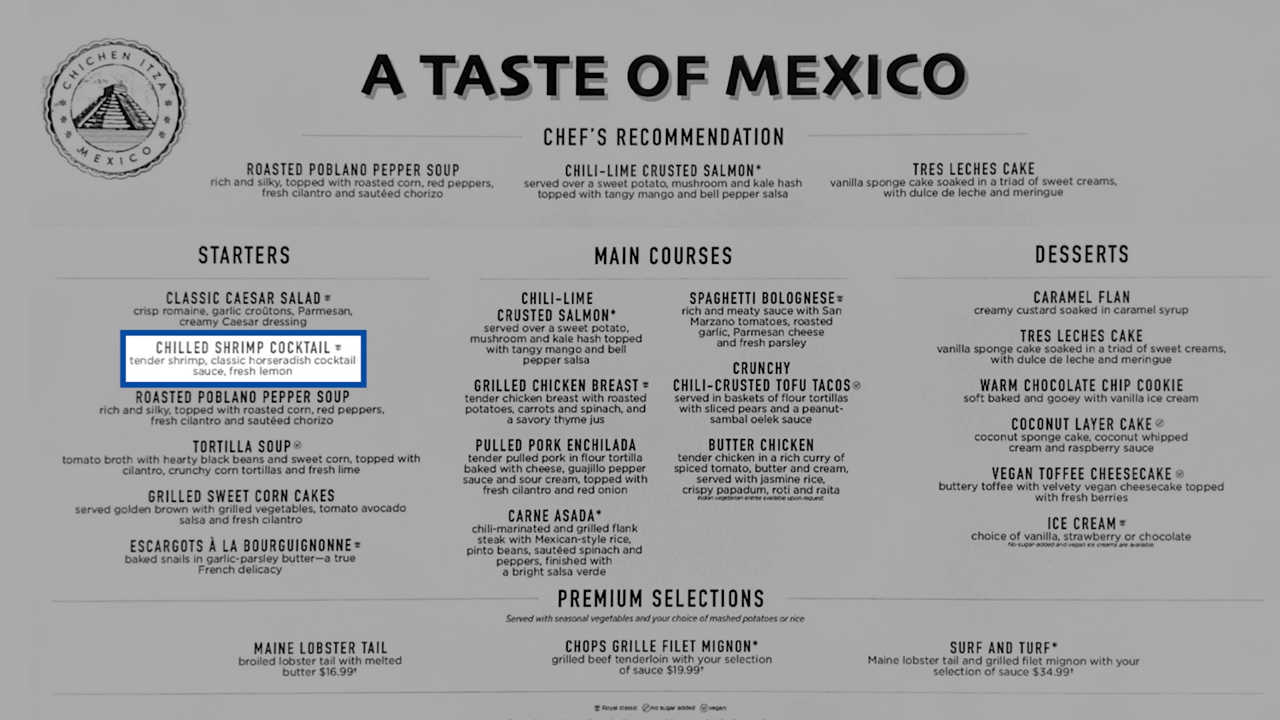 CHICHEN ITZA
MEXICO
A TASTE OF MEXICO
CHEF'S RECOMMENDATION
ROASTED POBLANO PEPPER SOUP
rich and silky, topped with roasted corn, red peppers,
fresh cilantro and sautéed chorizo
CHILI-LIME CRUSTED SALMON*
served over a sweet potato, mushroom and kale hash
topped with tangy mango and bell pepper salsa
TRES LECHES CAKE
vanilla sponge cake soaked in a triad of sweet creams,
with dulce de leche and meringue
STARTERS
CLASSIC CAESAR SALAD
crisp romaine, garlic croûtons, Parmesan,
creamy Caesar dressing
CHILLED SHRIMP COCKTAIL
tender shrimp, classic horseradish cocktail
sauce, fresh lemon
ROASTED POBLANO PEPPER SOUP
rich and silky, topped with roasted corn, red peppers,
fresh cilantro and sautéed chorizo
TORTILLA SOUP
tomato broth with hearty black beans and sweet corn, topped with
cilantro, crunchy corn tortillas and fresh lime
GRILLED SWEET CORN CAKES
served golden brown with grilled vegetables, tomato avocado
salsa and fresh cilantro
ESCARGOTS À LA BOURGUIGNONNE
baked snails in garlic-parsley butter—a true
French delicacy
MAIN COURSES
CHILI-LIME
CRUSTED SALMON*
served over a sweet potato,
mushroom and kale hash topped
with tangy mango and bell
pepper salsa
GRILLED CHICKEN BREAST
tender chicken breast with roasted
potatoes, carrots and spinach, and
a savory thyme jus
PULLED PORK ENCHILADA
tender pulled pork in flour tortilla
baked with cheese, guajillo pepper
sauce and sour cream, topped with
fresh cilantro and red onion
CARNE ASADA*
chili-marinated and grilled flank
steak with Mexican-style rice,
pinto beans, sautéed spinach and
peppers, finished with
a bright salsa verde
SPAGHETTI BOLOGNESE
rich and meaty sauce with San
Marzano tomatoes, roasted
garlic, Parmesan cheese
and fresh parsley
CRUNCHY
CHILI-CRUSTED TOFU TACOS
served in baskets of flour tortillas
with sliced pears and a peanut-
sambal oelek sauce
BUTTER CHICKEN
tender chicken in a rich curry of
spiced tomato, butter and cream,
served with jasmine rice,
crispy papadum, roti and raita
Indian vegetarian entrée available upon request
DESSERTS
CARAMEL FLAN
creamy custard soaked in caramel syrup
TRES LECHES CAKE
vanilla sponge cake soaked in a triad of sweet creams,
with dulce de leche and meringue
WARM CHOCOLATE CHIP COOKIE
soft baked and gooey with vanilla ice cream
COCONUT LAYER CAKE
coconut sponge cake, coconut whipped
cream and raspberry sauce
VEGAN TOFFEE CHEESECAKE
buttery toffee with velvety vegan cheesecake topped
with fresh berries
ICE CREAM
choice of vanilla, strawberry or chocolate
No-sugar-added and vegan ice creams are available
PREMIUM SELECTIONS
Served with seasonal vegetables and your choice of mashed potatoes or rice
MAINE LOBSTER TAIL
broiled lobster tail with melted
butter $16.99†
CHOPS GRILLE FILET MIGNON*
grilled beef tenderloin with your selection
of sauce $19.99†
SURF AND TURF*
Maine lobster tail and grilled filet mignon with your
selection of sauce $34.99†
Royal classic no sugar added vegan